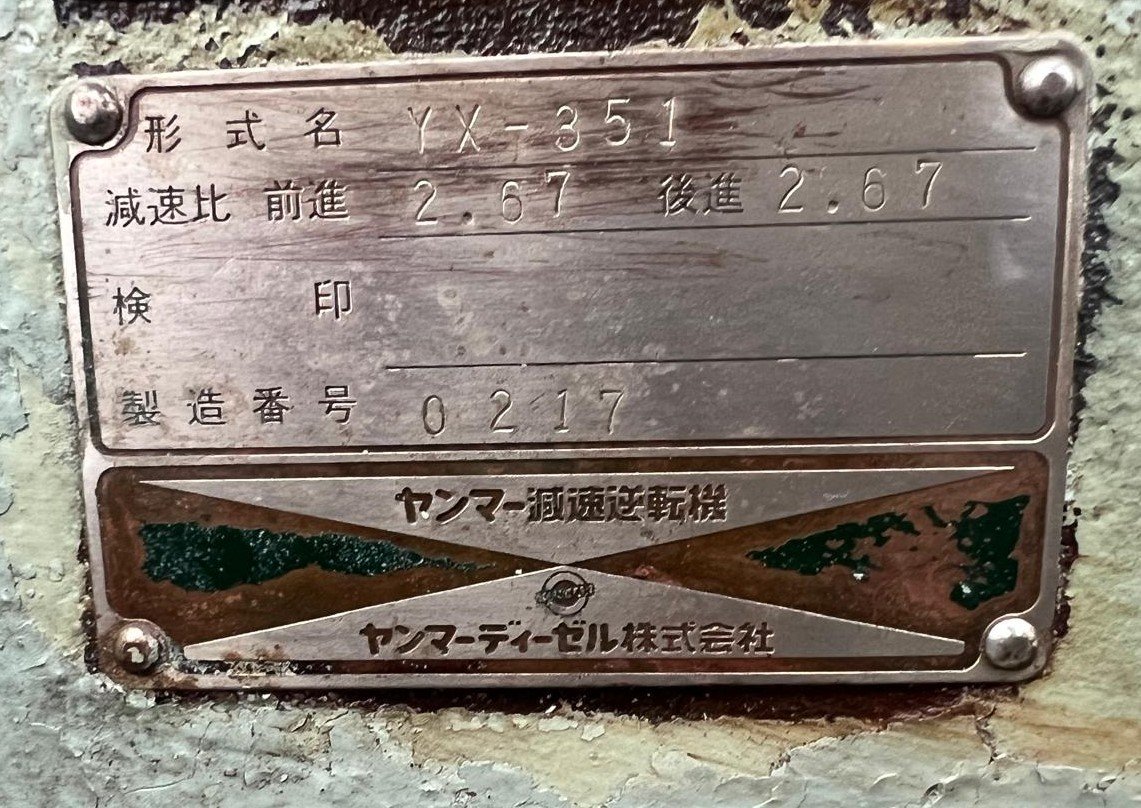 形式名 YX-351
減速比 前進 2.67 後進 2.67
検印
製造番号 0217
ヤンマー減速逆転機
ヤンマーディーゼル株式会社